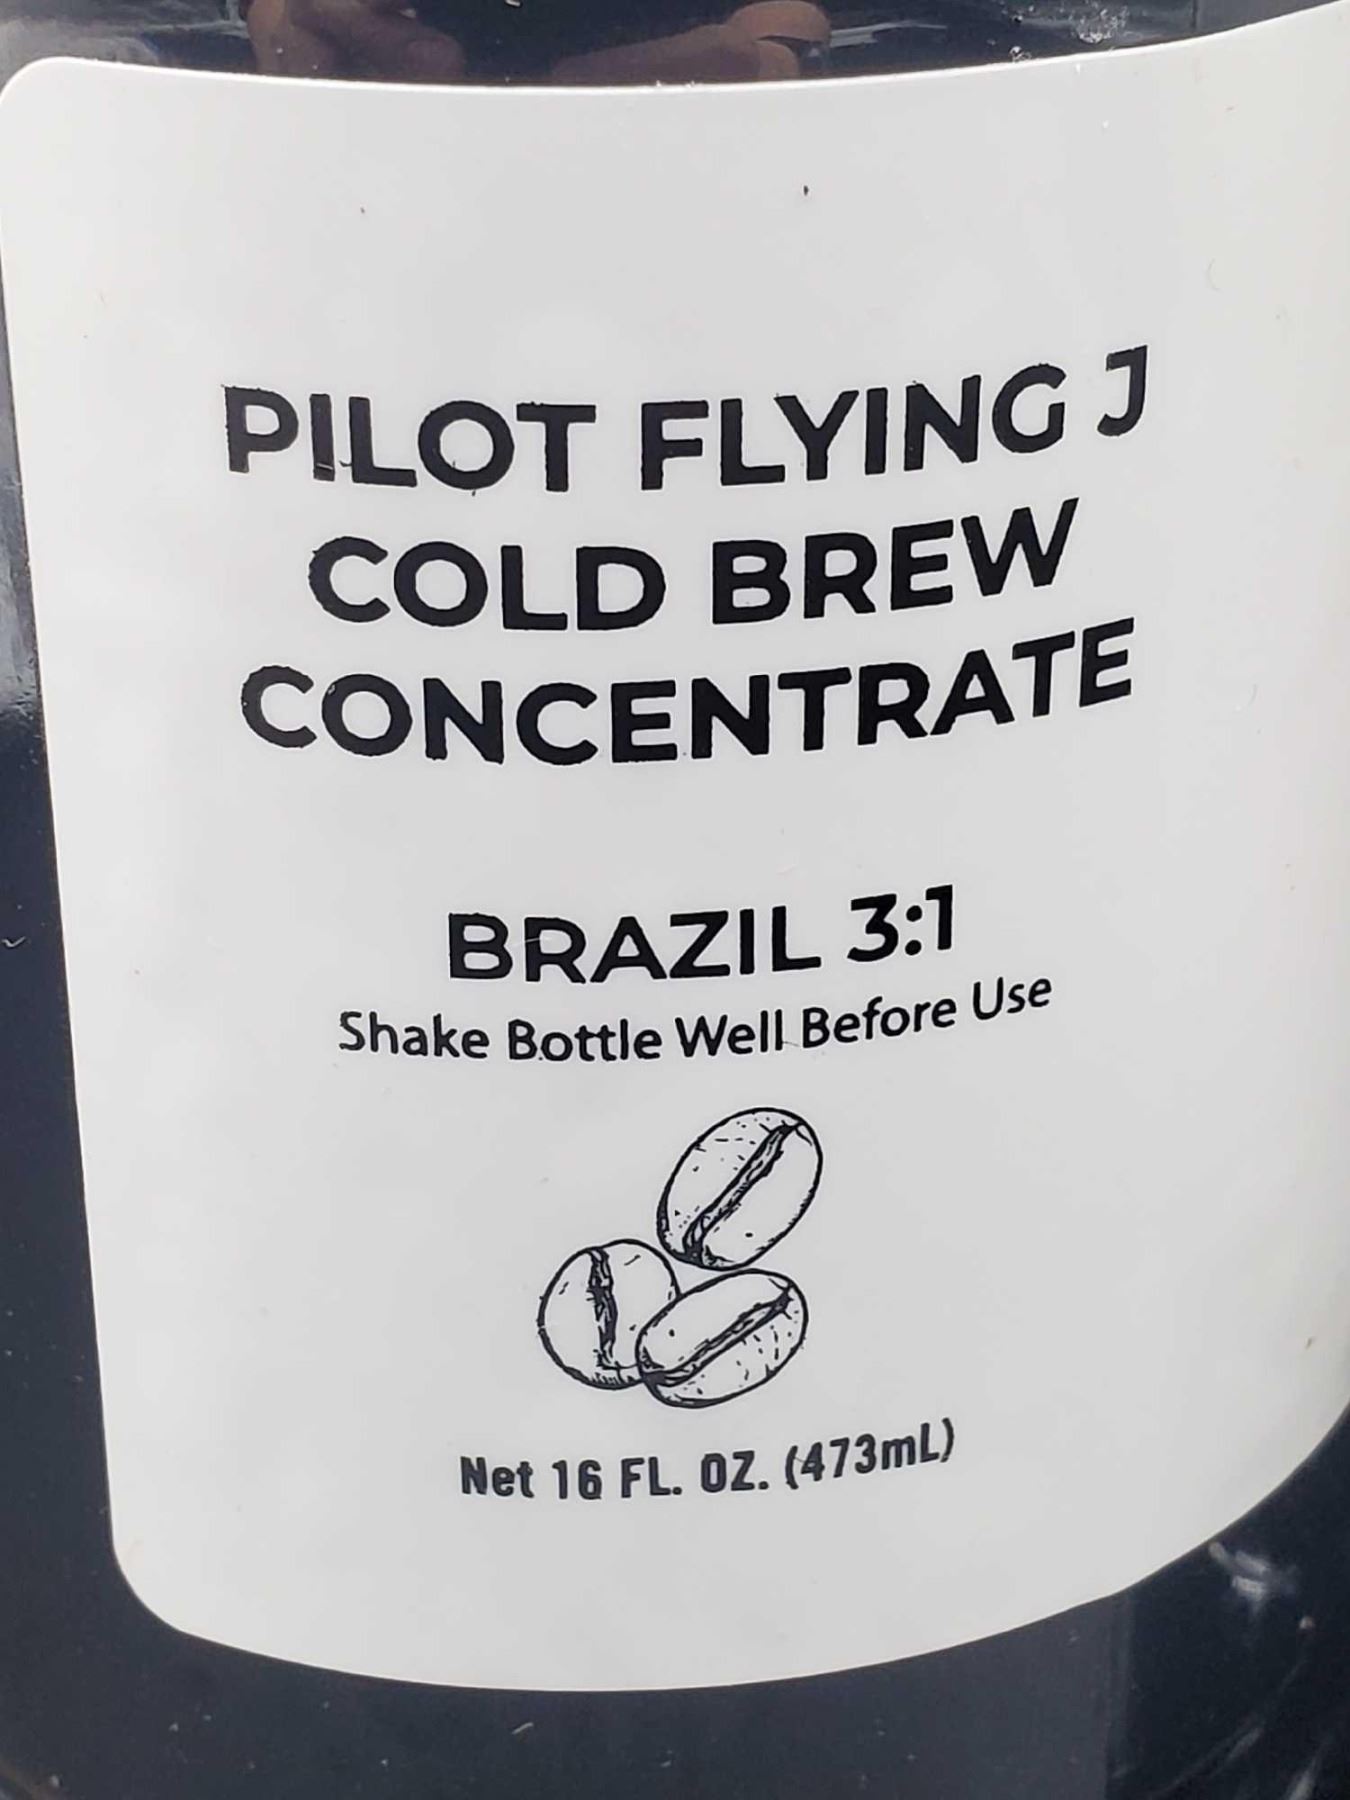 PILOT FLYING J
COLD BREW
CONCENTRATE
BRAZIL 3:1
Shake Bottle Well Before Use
Net 16 FL. OZ. (473mL)